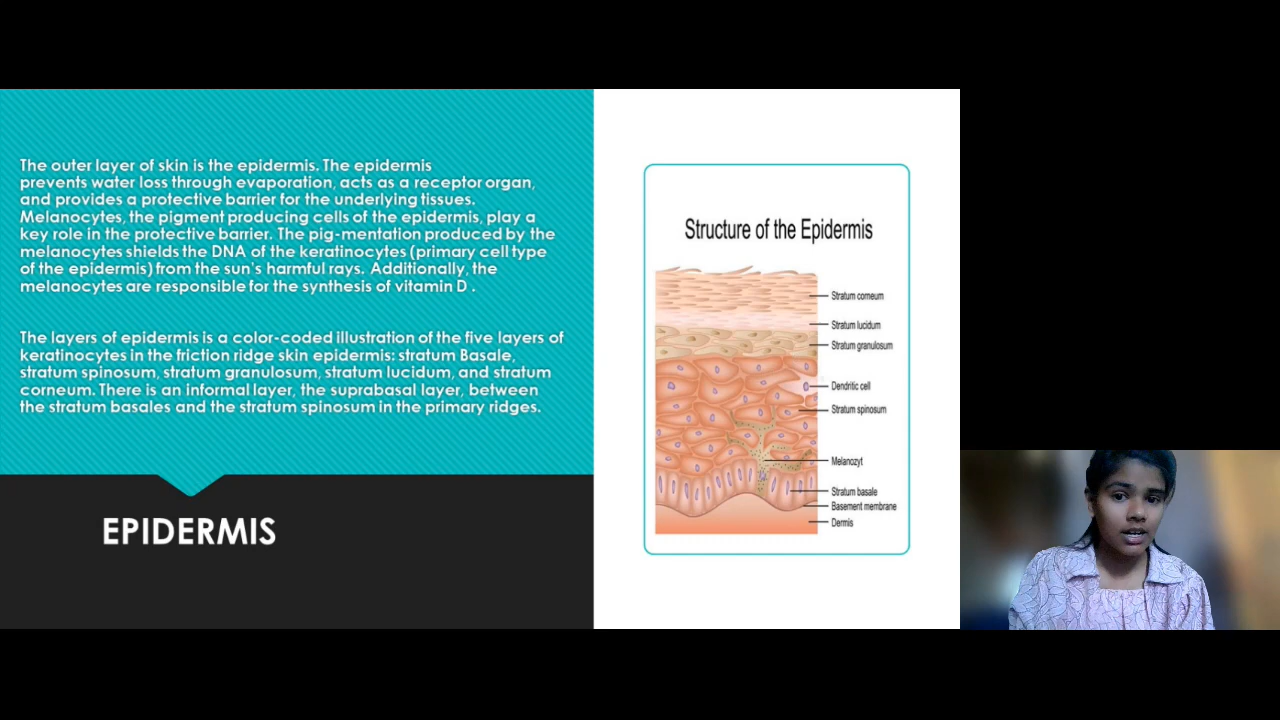 The outer layer of skin is the epidermis. The epidermis
prevents water loss through evaporation, acts as a receptor organ,
and provides a protective barrier for the underlying tissues.
Melanocytes, the pigment producing cells of the epidermis, play a
key role in the protective barrier. The pig-mentation produced by the
melanocytes shields the DNA of the keratinocytes (primary cell type
of the epidermis) from the sun's harmful rays. Additionally, the
melanocytes are responsible for the synthesis of vitamin D .
The layers of epidermis is a color-coded illustration of the five layers of
keratinocytes in the friction ridge skin epidermis: stratum Basale,
stratum spinosum, stratum granulosum, stratum lucidum, and stratum
corneum. There is an informal layer, the suprabasal layer, between
the stratum basales and the stratum spinosum in the primary ridges.
EPIDERMIS
Structure of the Epidermis
Stratum corneum
Stratum lucidum
Stratum granulosum
Dendritic cell
Stratum spinosum
Melanozyt
Stratum basale
Basement membrane
Dermis